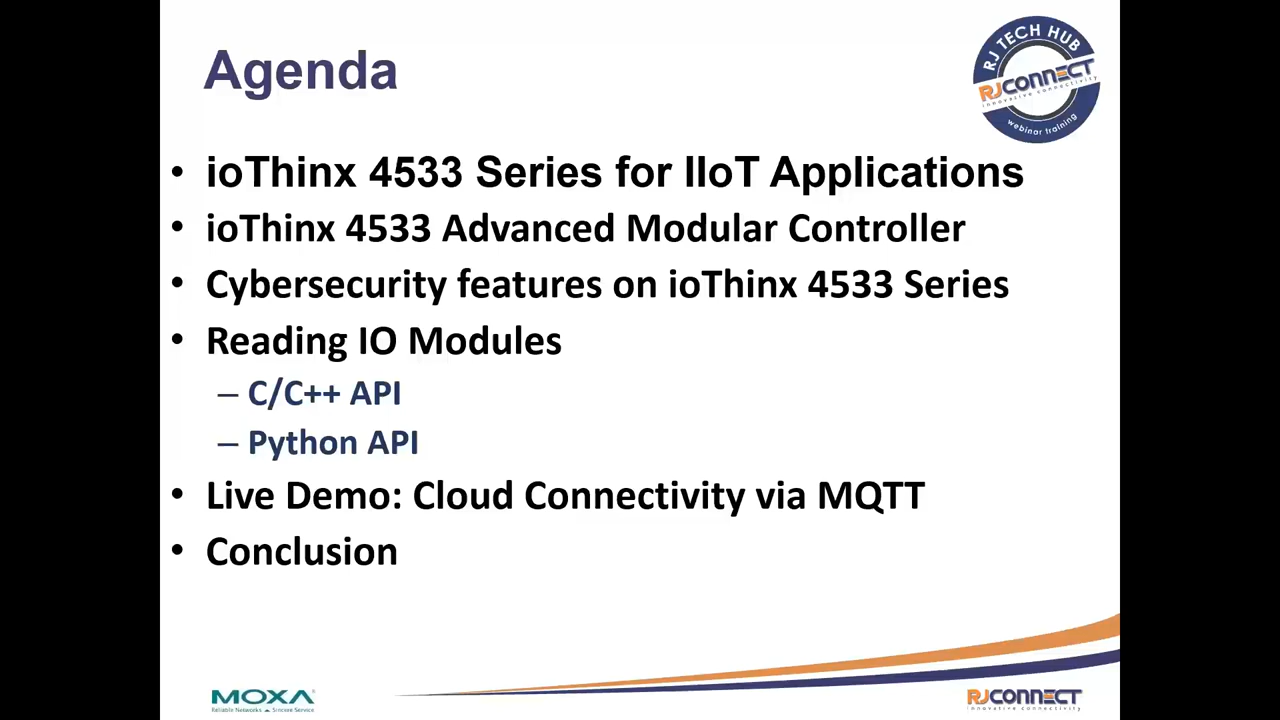 Agenda
RJ TECH HUB
RJCONNECT
innovative connectivity
webinar training
• ioThinx 4533 Series for IIoT Applications
• ioThinx 4533 Advanced Modular Controller
• Cybersecurity features on ioThinx 4533 Series
• Reading IO Modules
– C/C++ API
– Python API
• Live Demo: Cloud Connectivity via MQTT
• Conclusion
MOXA®
Reliable Networks ▲ Sincere Service
RJCONNECT
innovative connectivity